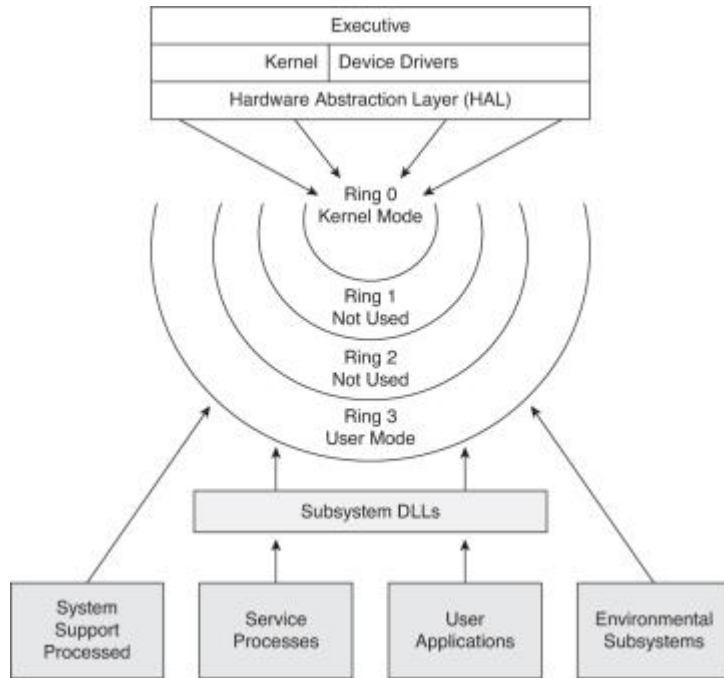 Executive
Kernel
Device Drivers
Hardware Abstraction Layer (HAL)
Ring 0
Kernel Mode
Ring 1
Not Used
Ring 2
Not Used
Ring 3
User Mode
Subsystem DLLs
System
Support
Processed
Service
Processes
User
Applications
Environmental
Subsystems